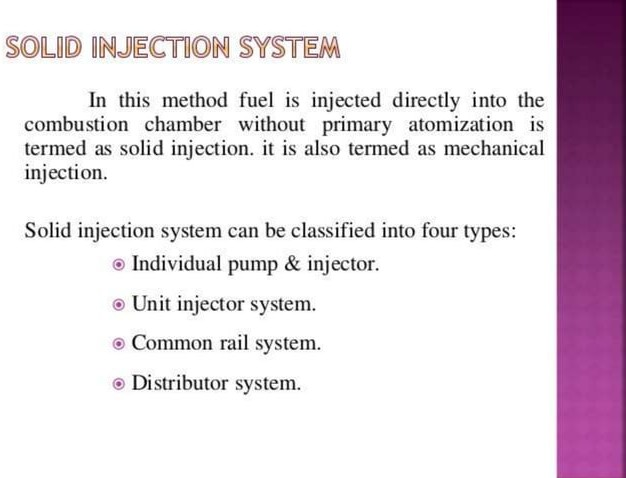 SOLID INJECTION SYSTEM
In this method fuel is injected directly into the
combustion chamber without primary atomization is
termed as solid injection. it is also termed as mechanical
injection.
Solid injection system can be classified into four types:
Individual pump & injector.
Unit injector system.
Common rail system.
Distributor system.